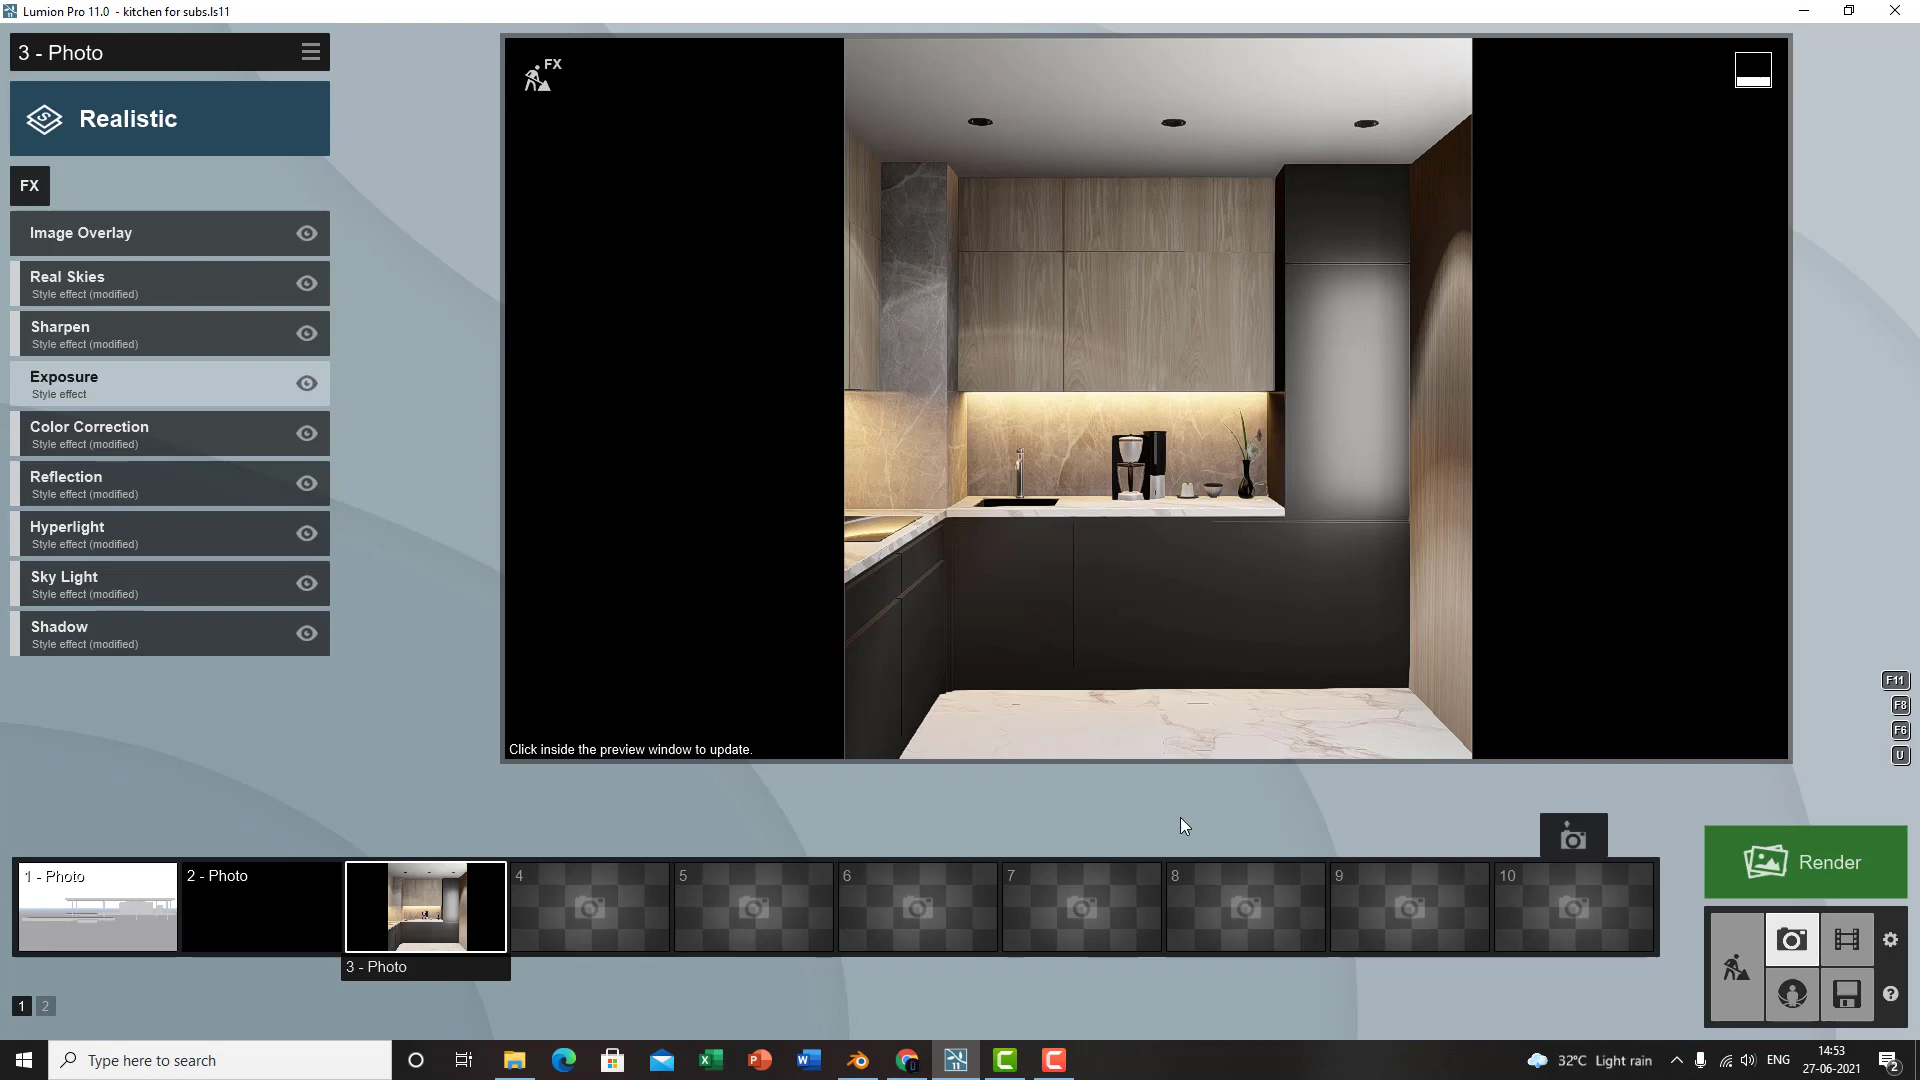 Lumion Pro 11.0 - kitchen for subs.ls11
3 - Photo
Realistic
FX
Image Overlay
Real Skies
Style effect (modified)
Sharpen
Style effect (modified)
Exposure
Style effect
Color Correction
Style effect (modified)
Reflection
Style effect (modified)
Hyperlight
Style effect (modified)
Sky Light
Style effect (modified)
Shadow
Style effect (modified)
FX
Click inside the preview window to update.
F11
F8
F6
U
1 - Photo
2 - Photo
3 - Photo
4
5
6
7
8
9
10
Render
1
2
Type here to search
32°C Light rain
ENG
14:53
27-06-2021
2